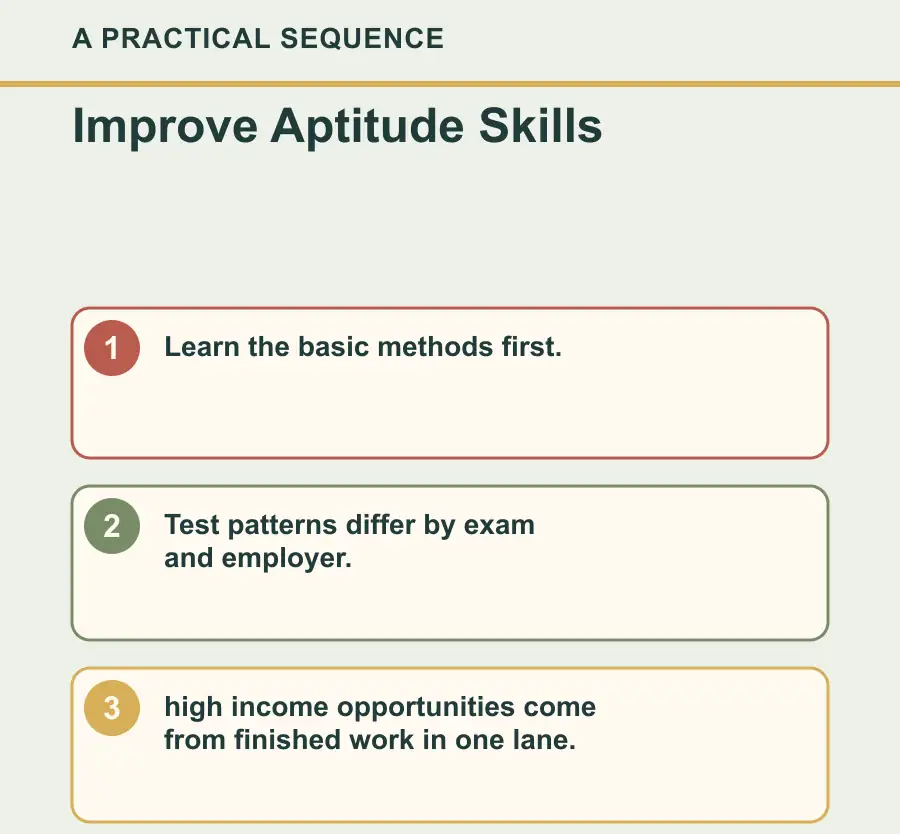 A PRACTICAL SEQUENCE
Improve Aptitude Skills
1
Learn the basic methods first.
2
Test patterns differ by exam
and employer.
3
high income opportunities come
from finished work in one lane.